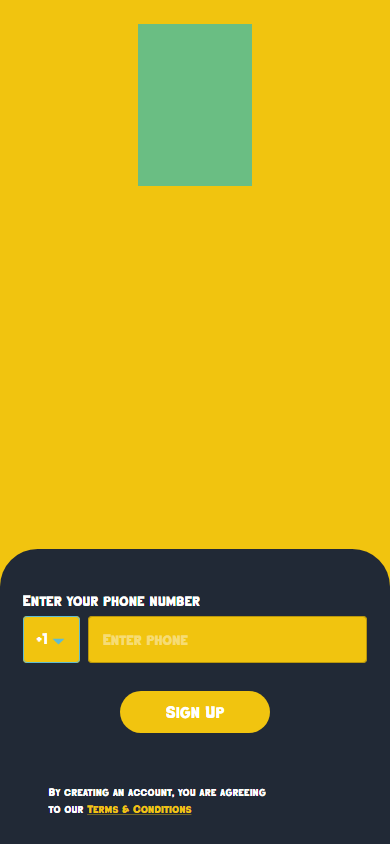 Enter your phone number
+1
Enter phone
Sign Up
By creating an account, you are agreeing
to our Terms & Conditions